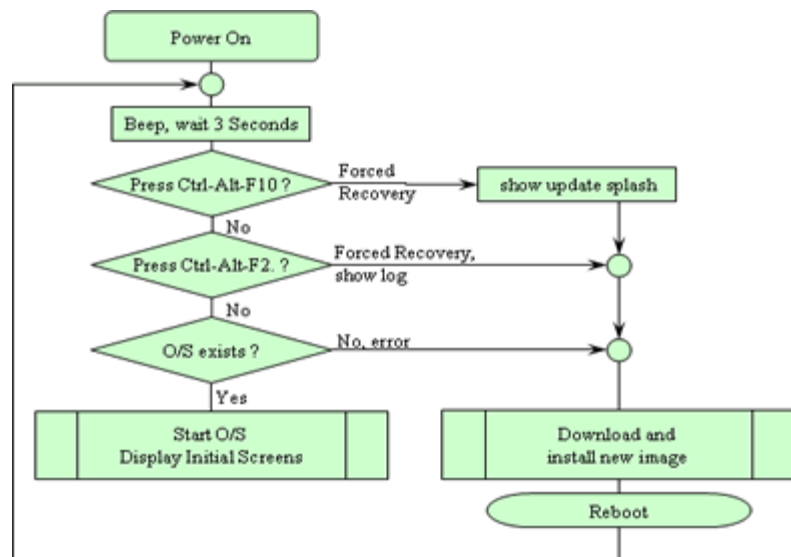 Power On
Beep, wait 3 Seconds
Press Ctrl-Alt-F10 ?
Forced
Recovery
show update splash
No
Press Ctrl-Alt-F2. ?
Forced Recovery,
show log
No
O/S exists ?
No, error
Yes
Start O/S
Display Initial Screens
Download and
install new image
Reboot